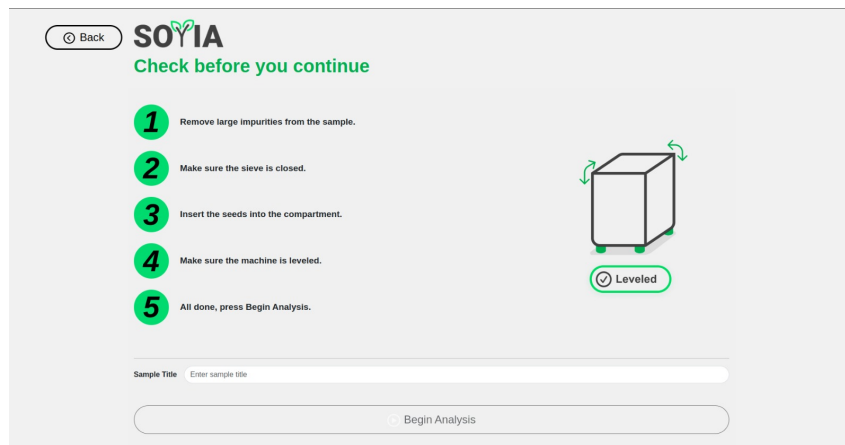 Back
SOYIA
Check before you continue
1 Remove large impurities from the sample.
2 Make sure the sieve is closed.
3 Insert the seeds into the compartment.
4 Make sure the machine is leveled.
5 All done, press Begin Analysis.
Leveled
Sample Title Enter sample title
Begin Analysis